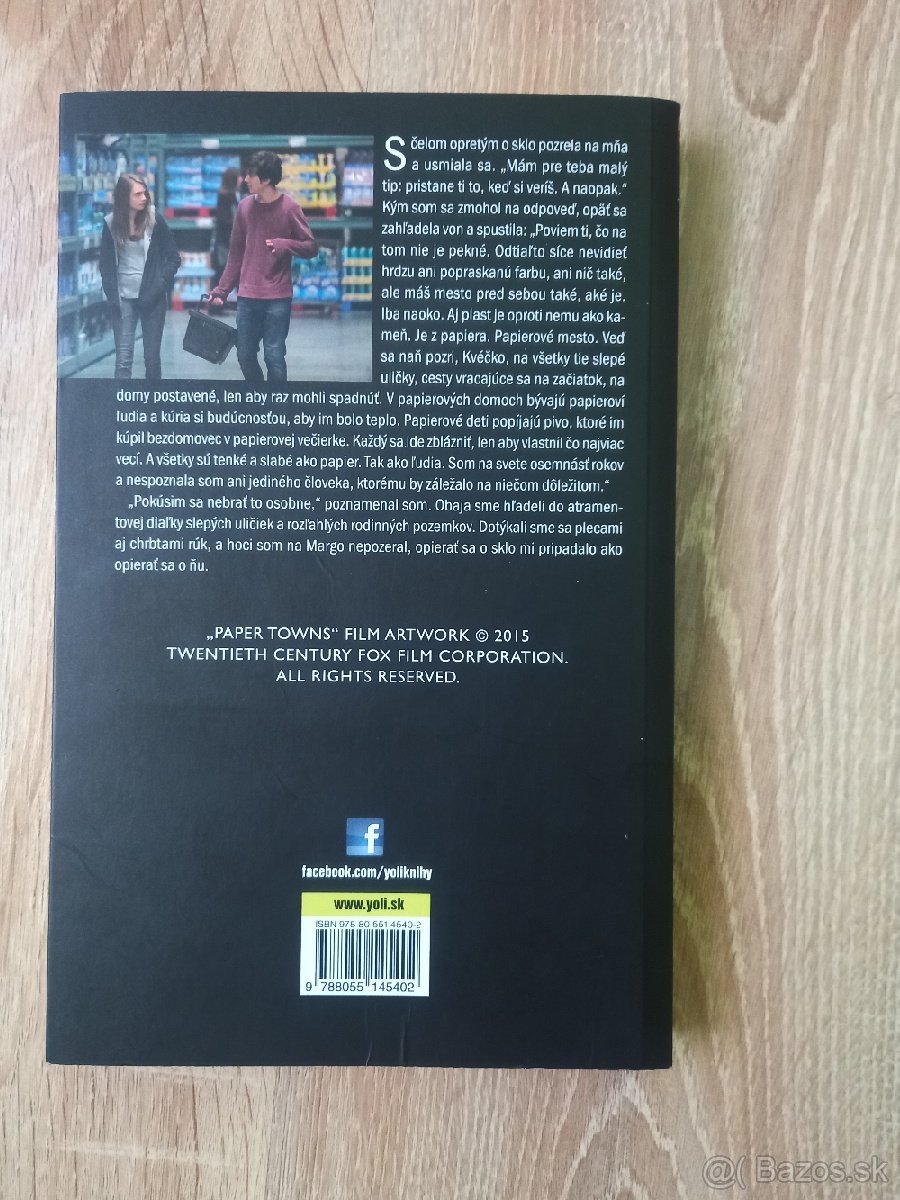 S čelom opretým o sklo pozrela na mňa
a usmiala sa. „Mám pre teba malý
tip: pristane ti to, keď si veríš. A naopak.“
Kým som sa zmohol na odpoveď, opäť sa
zahľadela von a spustila: „Poviem ti, čo na
tom nie je pekné. Odtiaľto síce nevidieť
hrdzu ani popraskanú farbu, ani nič také,
ale máš mesto pred sebou také, aké je.
Iba naoko. Aj plast je oproti nemu ako ka-
meň. Je z papiera. Papierové mesto. Veď
sa naň pozri, Kvéčko, na všetky tie slepé
uličky, cesty vracajúce sa na začiatok, na
domy postavené, len aby raz mohli spadnúť. V papierových domoch bývajú papieroví
ľudia a kúria si budúcnosťou, aby im bolo teplo. Papierové deti popíjajú pivo, ktoré im
kúpil bezdomovec v papierovej večierke. Každý sa ide zblázniť, len aby vlastnil čo najviac
vecí. A všetky sú tenké a slabé ako papier. Tak ako ľudia. Som na svete osemnásť rokov
a nespoznala som ani jediného človeka, ktorému by záležalo na niečom dôležitom.“
„Pokúsim sa nebrať to osobne,“ poznamenal som. Obaja sme hľadeli do atramen-
tovej diaľky slepých uličiek a rozľahlých rodinných pozemkov. Dotýkali sme sa plecami
aj chrbtami rúk, a hoci som na Margo nepozeral, opierať sa o sklo mi pripadalo ako
opierať sa o ňu.
„PAPER TOWNS“ FILM ARTWORK © 2015
TWENTIETH CENTURY FOX FILM CORPORATION.
ALL RIGHTS RESERVED.
f
facebook.com/yoliknihy
www.yoli.sk
ISBN 978-80-551-4540-2
9 788055 145402
@( Bazos.sk